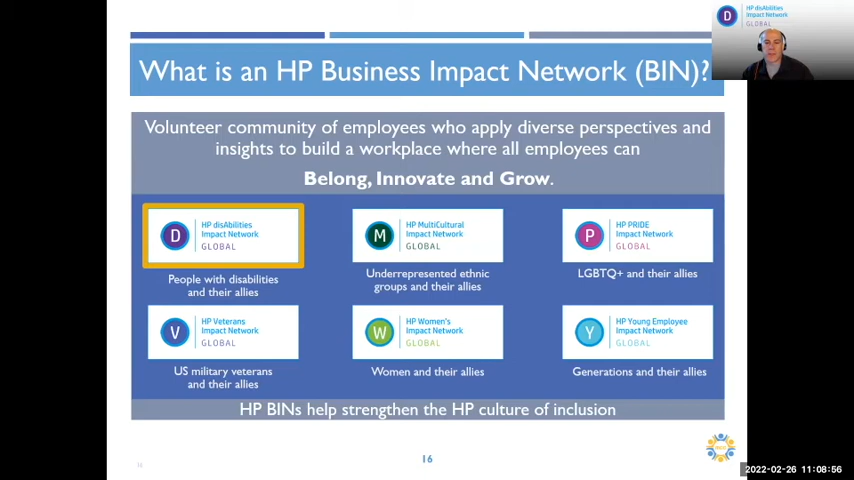 HP disAbilities
Impact Network
GLOBAL
D
What is an HP Business Impact Network (BIN)?
Volunteer community of employees who apply diverse perspectives and
insights to build a workplace where all employees can
Belong, Innovate and Grow.
D
HP disAbilities
Impact Network
GLOBAL
People with disabilities
and their allies
M
HP MultiCultural
Impact Network
GLOBAL
Underrepresented ethnic
groups and their allies
P
HP PRIDE
Impact Network
GLOBAL
LGBTQ+ and their allies
V
HP Veterans
Impact Network
GLOBAL
US military veterans
and their allies
W
HP Women's
Impact Network
GLOBAL
Women and their allies
Y
HP Young Employee
Impact Network
GLOBAL
Generations and their allies
HP BINs help strengthen the HP culture of inclusion
16
2022-02-26 11:08:56